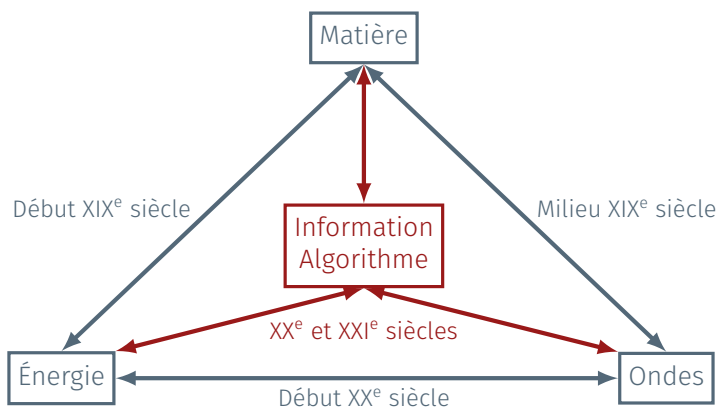 Matière
Début XIXᵉ siècle
Milieu XIXᵉ siècle
Information
Algorithme
XXᵉ et XXIᵉ siècles
Énergie
Ondes
Début XXᵉ siècle